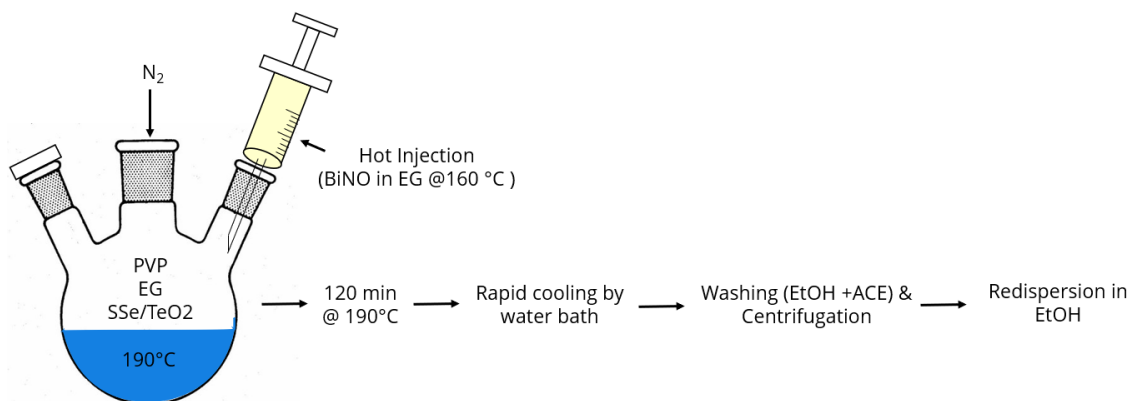 N₂
Hot Injection
(BiNO in EG @160 °C )
PVP
EG
SSe/TeO2
190°C
120 min
@ 190°C
Rapid cooling by
water bath
Washing (EtOH +ACE) &
Centrifugation
Redispersion in
EtOH